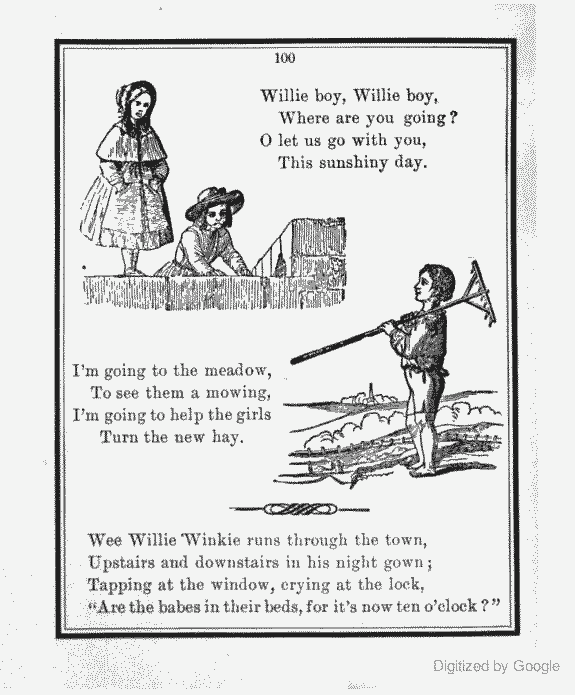 100
Willie boy, Willie boy,
Where are you going?
O let us go with you,
This sunshiny day.
I'm going to the meadow,
To see them a mowing,
I'm going to help the girls
Turn the new hay.
Wee Willie Winkie runs through the town,
Upstairs and downstairs in his night gown;
Tapping at the window, crying at the lock,
“Are the babes in their beds, for it's now ten o'clock?”
Digitized by Google